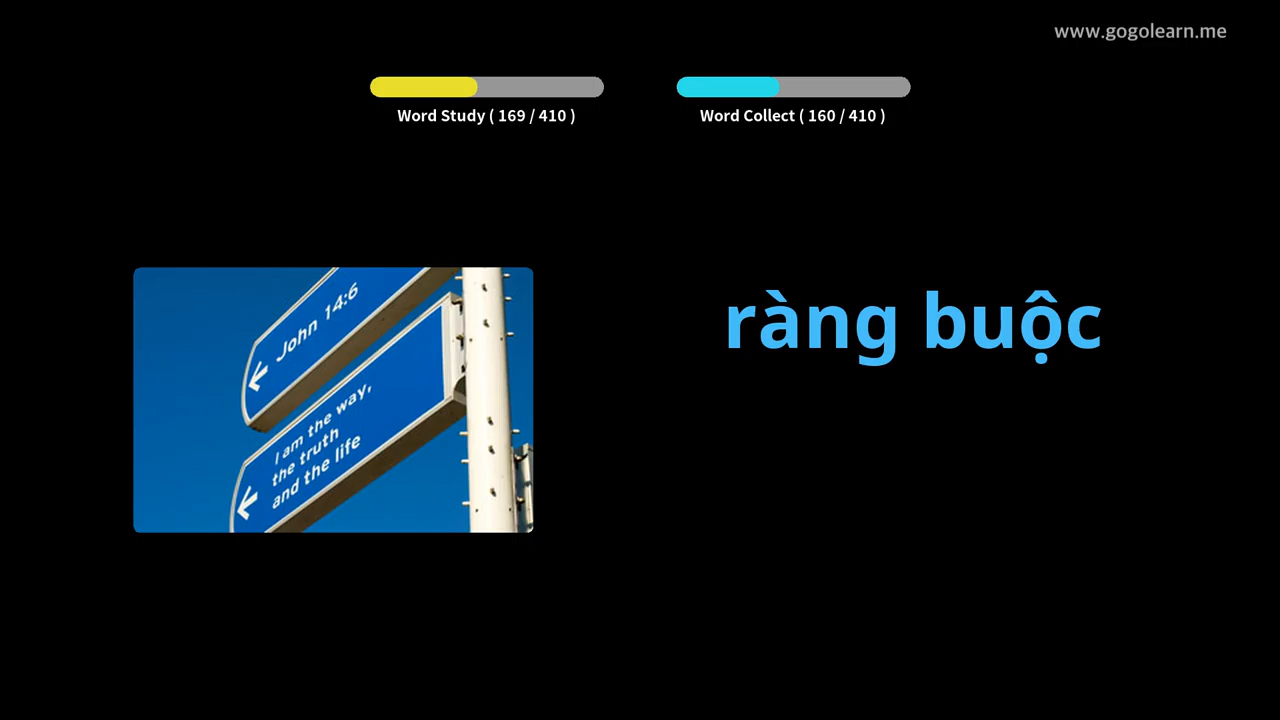 www.gogolearn.me
Word Study ( 169 / 410 )
Word Collect ( 160 / 410 )
John 14:6
I am the way,
the truth
and the life
ràng buộc